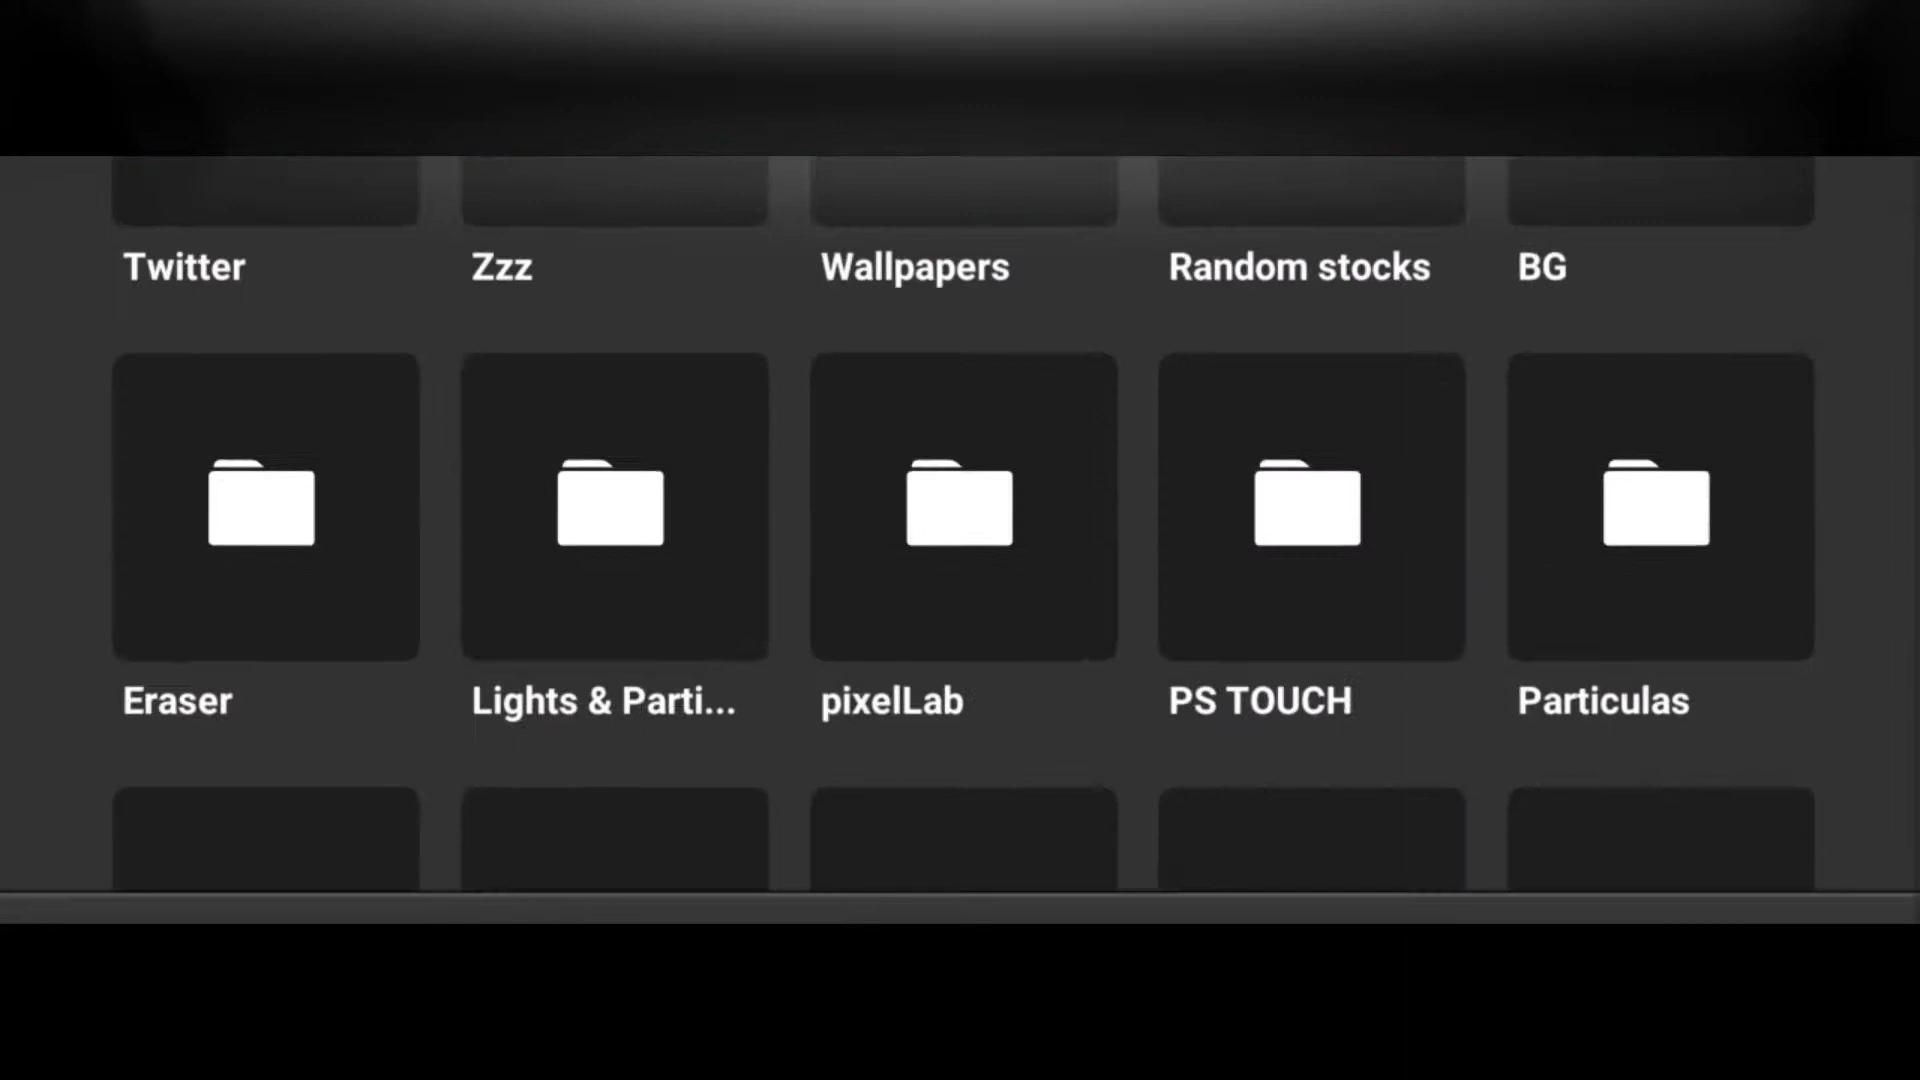 Twitter
Zzz
Wallpapers
Random stocks
BG
Eraser
Lights & Parti...
pixelLab
PS TOUCH
Particulas